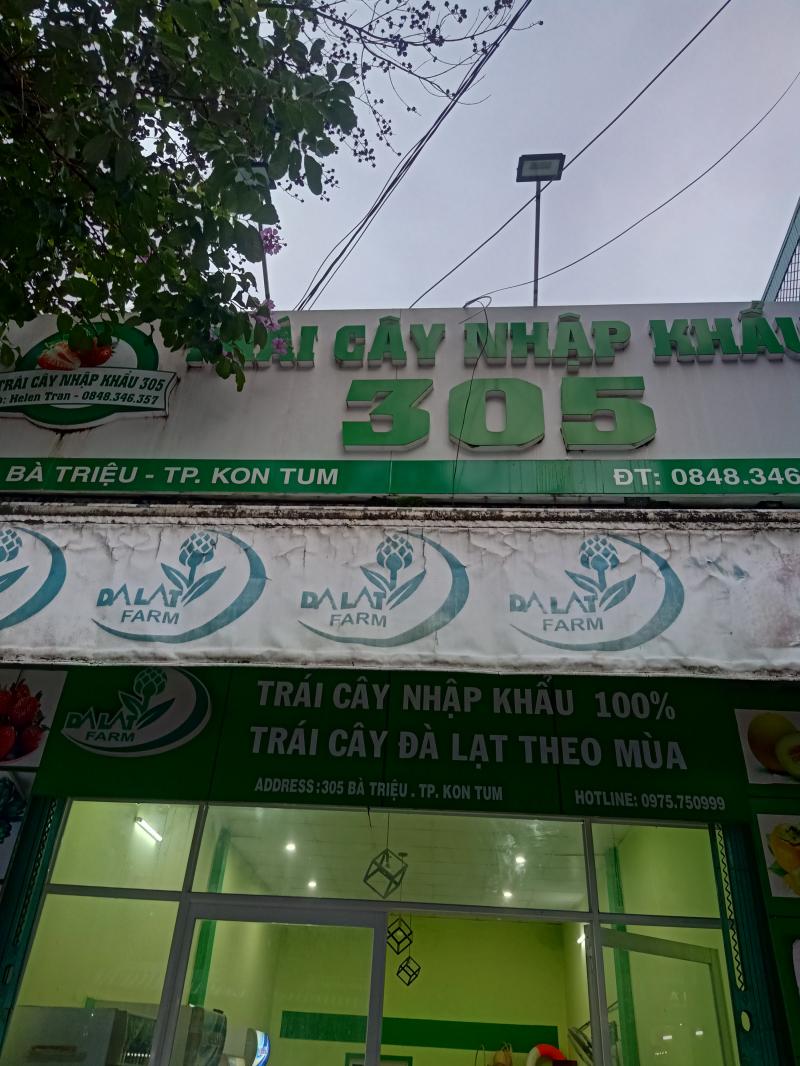 TRÁI CÂY NHẬP KHẨU
305
TRÁI CÂY NHẬP KHẨU 305
: Helen Tran - 0848.346.357
BÀ TRIỆU - TP. KON TUM
ĐT: 0848.346
DALAT FARM
DALAT FARM
DALAT FARM
DALAT FARM
TRÁI CÂY NHẬP KHẨU 100%
TRÁI CÂY ĐÀ LẠT THEO MÙA
ADDRESS : 305 BÀ TRIỆU . TP. KON TUM
HOTLINE: 0975.750999